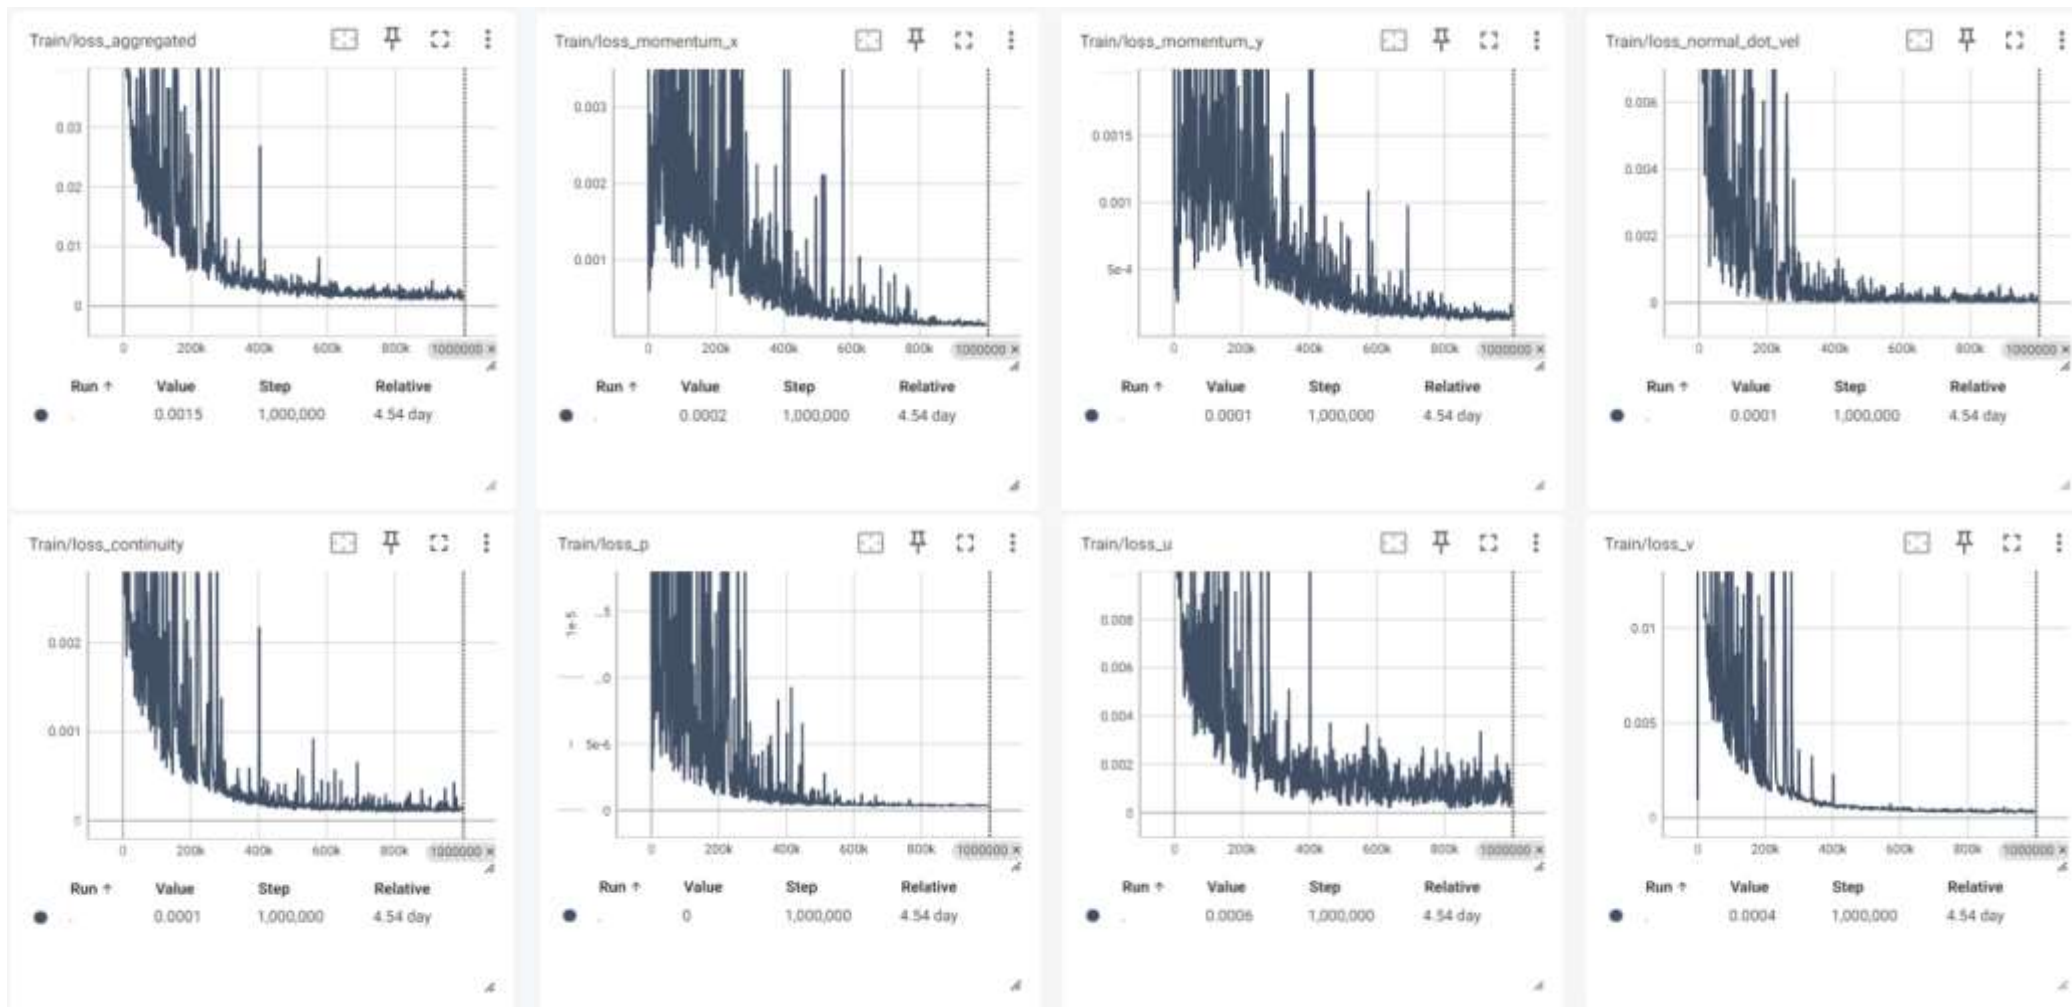 Train/loss_aggregated
0.03
0.02
0.01
0
0 200k 400k 600k 800k 1000000 ×
Run ↑ Value Step Relative
. 0.0015 1,000,000 4.54 day
Train/loss_momentum_x
0.003
0.002
0.001
0 200k 400k 600k 800k 1000000 ×
Run ↑ Value Step Relative
. 0.0002 1,000,000 4.54 day
Train/loss_momentum_y
0.0015
0.001
5e-4
0 200k 400k 600k 800k 1000000 ×
Run ↑ Value Step Relative
. 0.0001 1,000,000 4.54 day
Train/loss_normal_dot_vel
0.006
0.004
0.002
0
0 200k 400k 600k 800k 1000000 ×
Run ↑ Value Step Relative
. 0.0001 1,000,000 4.54 day
Train/loss_continuity
0.002
0.001
0
0 200k 400k 600k 800k 1000000 ×
Run ↑ Value Step Relative
. 0.0001 1,000,000 4.54 day
Train/loss_p
1e-5
…5
…0
5e-6
0
0 200k 400k 600k 800k 1000000 ×
Run ↑ Value Step Relative
. 0 1,000,000 4.54 day
Train/loss_u
0.008
0.006
0.004
0.002
0
0 200k 400k 600k 800k 1000000 ×
Run ↑ Value Step Relative
. 0.0006 1,000,000 4.54 day
Train/loss_v
0.01
0.005
0
0 200k 400k 600k 800k 1000000 ×
Run ↑ Value Step Relative
. 0.0004 1,000,000 4.54 day